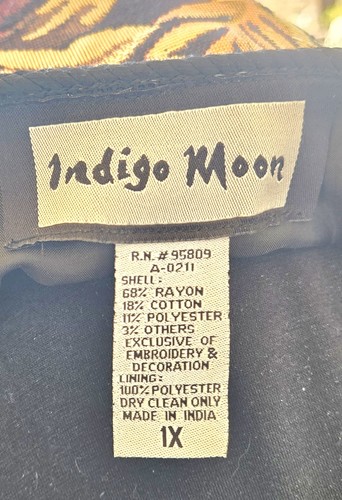 Indigo Moon
R.N. # 95809
A-0211
SHELL:
68% RAYON
18% COTTON
11% POLYESTER
3% OTHERS
EXCLUSIVE OF
EMBROIDERY &
DECORATION
LINING:
100% POLYESTER
DRY CLEAN ONLY
MADE IN INDIA
1X